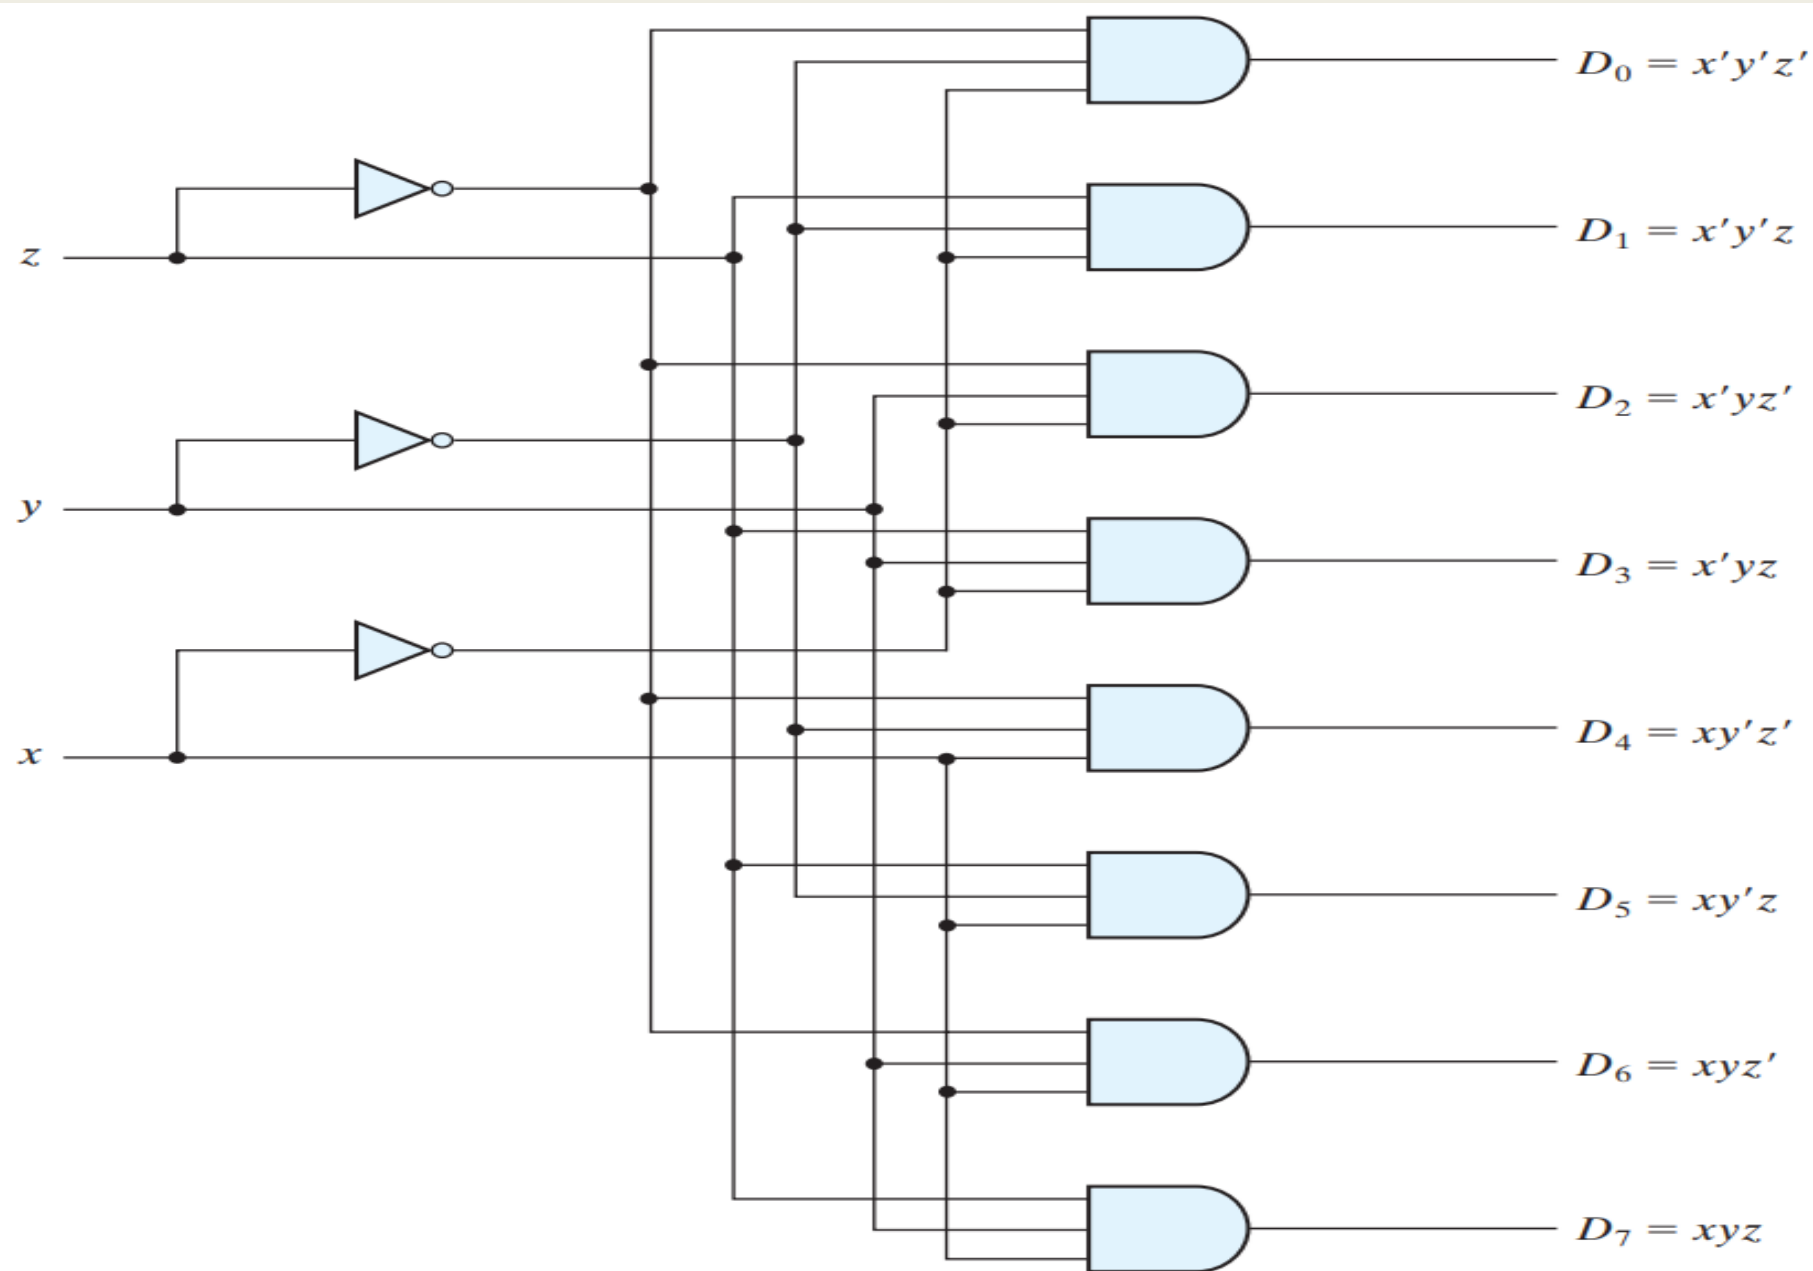 D₀ = x′y′z′
z
D₁ = x′y′z
D₂ = x′yz′
y
D₃ = x′yz
x
D₄ = xy′z′
D₅ = xy′z
D₆ = xyz′
D₇ = xyz